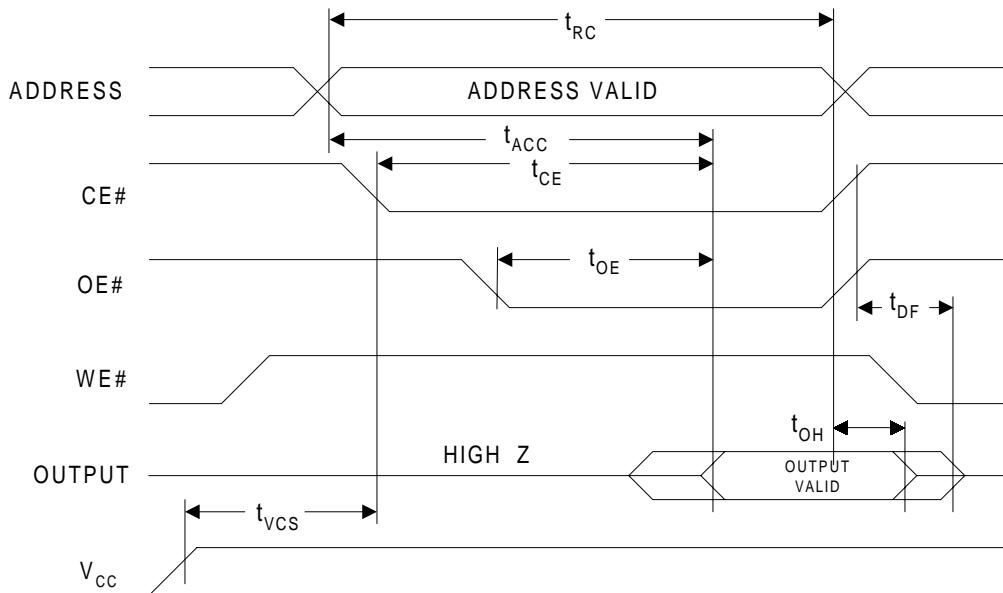 tRC
ADDRESS
ADDRESS VALID
tACC
tCE
CE#
tOE
OE#
tDF
WE#
tOH
HIGH Z
OUTPUT
OUTPUT
VALID
tVCS
VCC